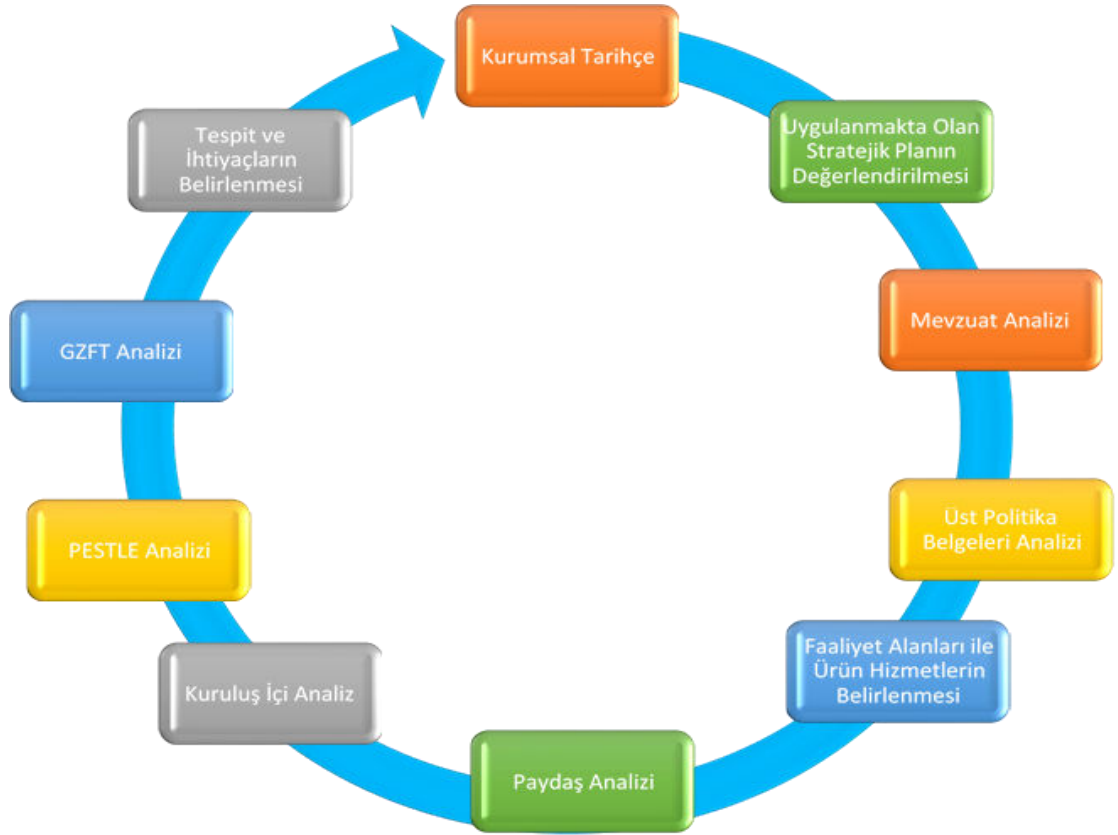 Kurumsal Tarihçe
Uygulanmakta Olan
Stratejik Planın
Değerlendirilmesi
Mevzuat Analizi
Üst Politika
Belgeleri Analizi
Faaliyet Alanları ile
Ürün Hizmetlerin
Belirlenmesi
Paydaş Analizi
Kuruluş İçi Analiz
PESTLE Analizi
GZFT Analizi
Tespit ve
İhtiyaçların
Belirlenmesi